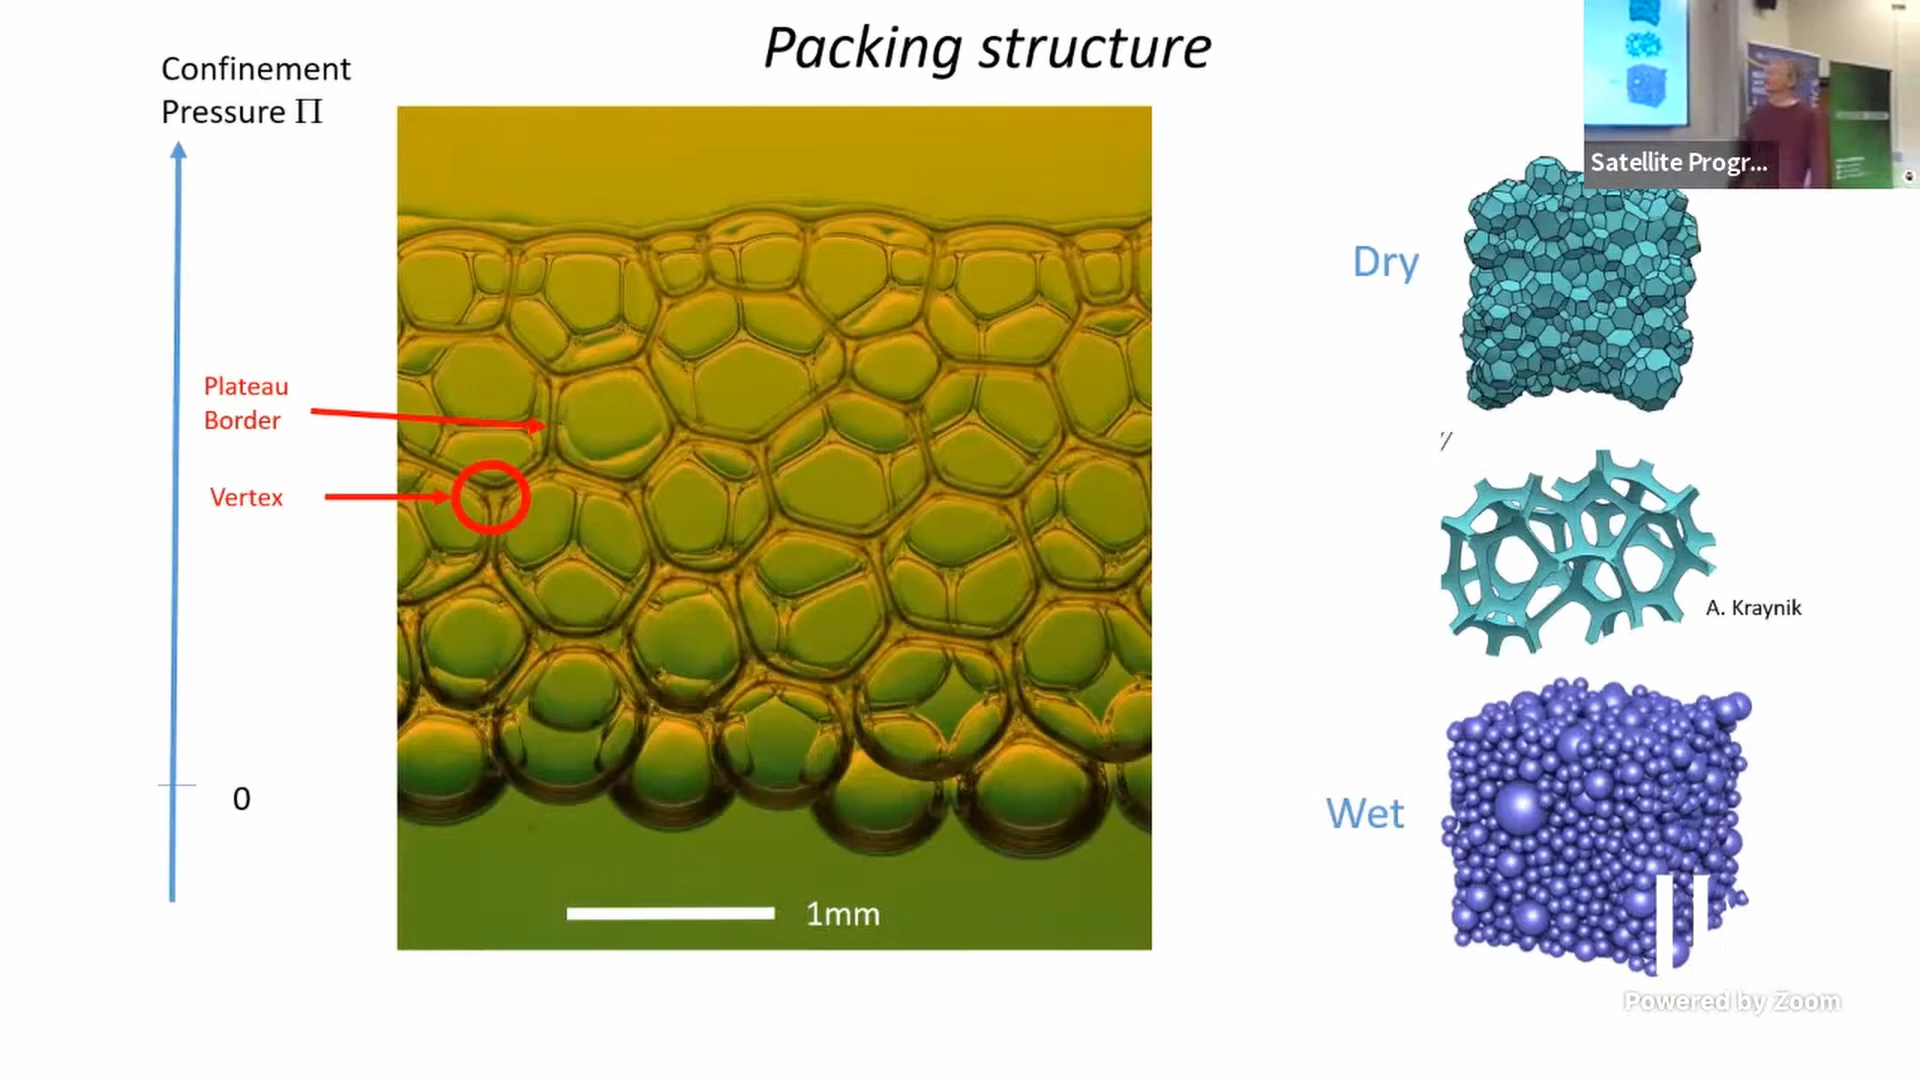 Packing structure
Confinement
Pressure Π
Satellite Progr...
Dry
Plateau
Border
Vertex
A. Kraynik
0
Wet
1mm
Powered by Zoom